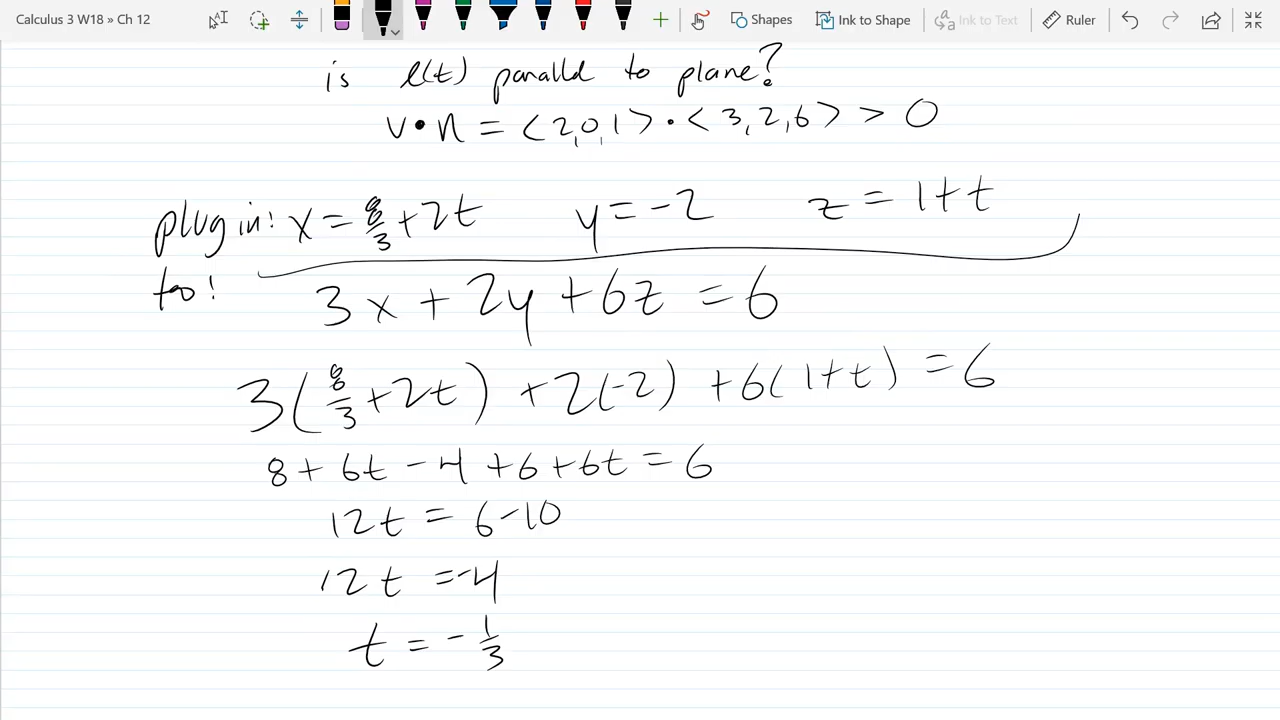 Calculus 3 W18 » Ch 12
Shapes Ink to Shape Ink to Text Ruler
is l(t) parallel to plane?
v•n = <2,0,1> • <3,2,6> > 0
plug in: x = 8/3 + 2t y = -2 z = 1+t
to: 3x + 2y + 6z = 6
3(8/3 + 2t) + 2(-2) + 6(1+t) = 6
8 + 6t - 4 + 6 + 6t = 6
12t = 6 - 10
12t = -4
t = -1/3